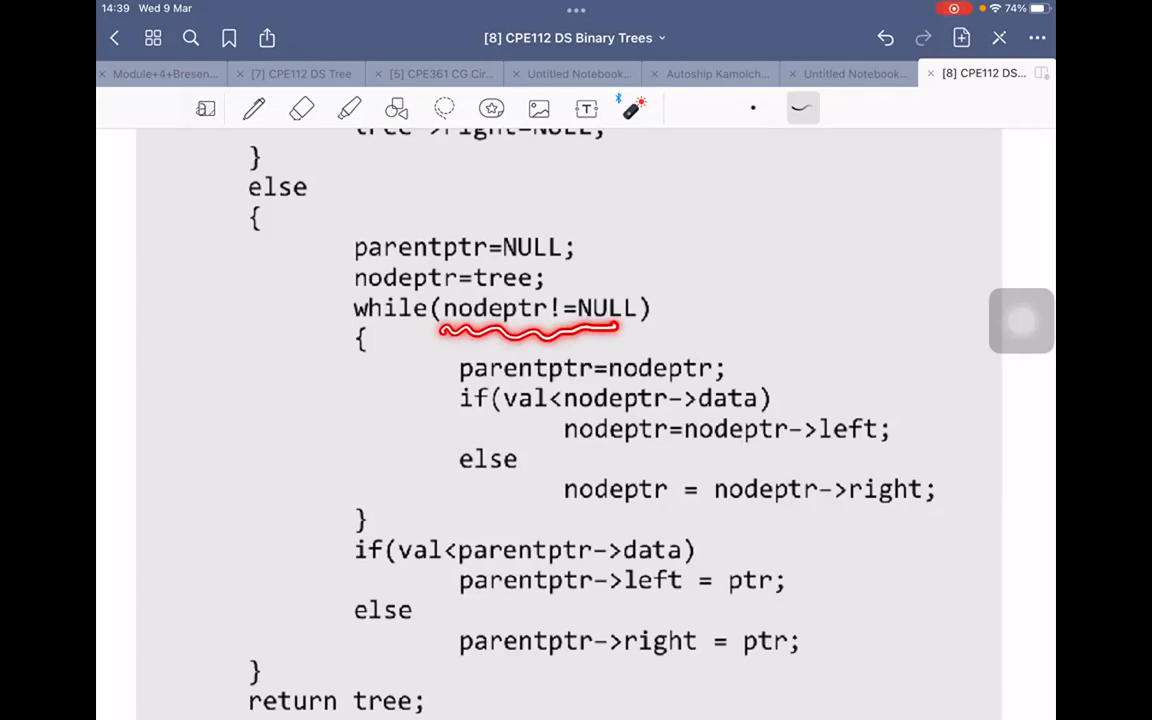 14:39 Wed 9 Mar
74%
[8] CPE112 DS Binary Trees
Module+4+Bresen...
[7] CPE112 DS Tree
[5] CPE361 CG Cir...
Untitled Notebook...
Autoship Kamolch...
Untitled Notebook...
[8] CPE112 DS...
tree->right=NULL;
}
else
{
parentptr=NULL;
nodeptr=tree;
while(nodeptr!=NULL)
{
parentptr=nodeptr;
if(val<nodeptr->data)
nodeptr=nodeptr->left;
else
nodeptr = nodeptr->right;
}
if(val<parentptr->data)
parentptr->left = ptr;
else
parentptr->right = ptr;
}
return tree;